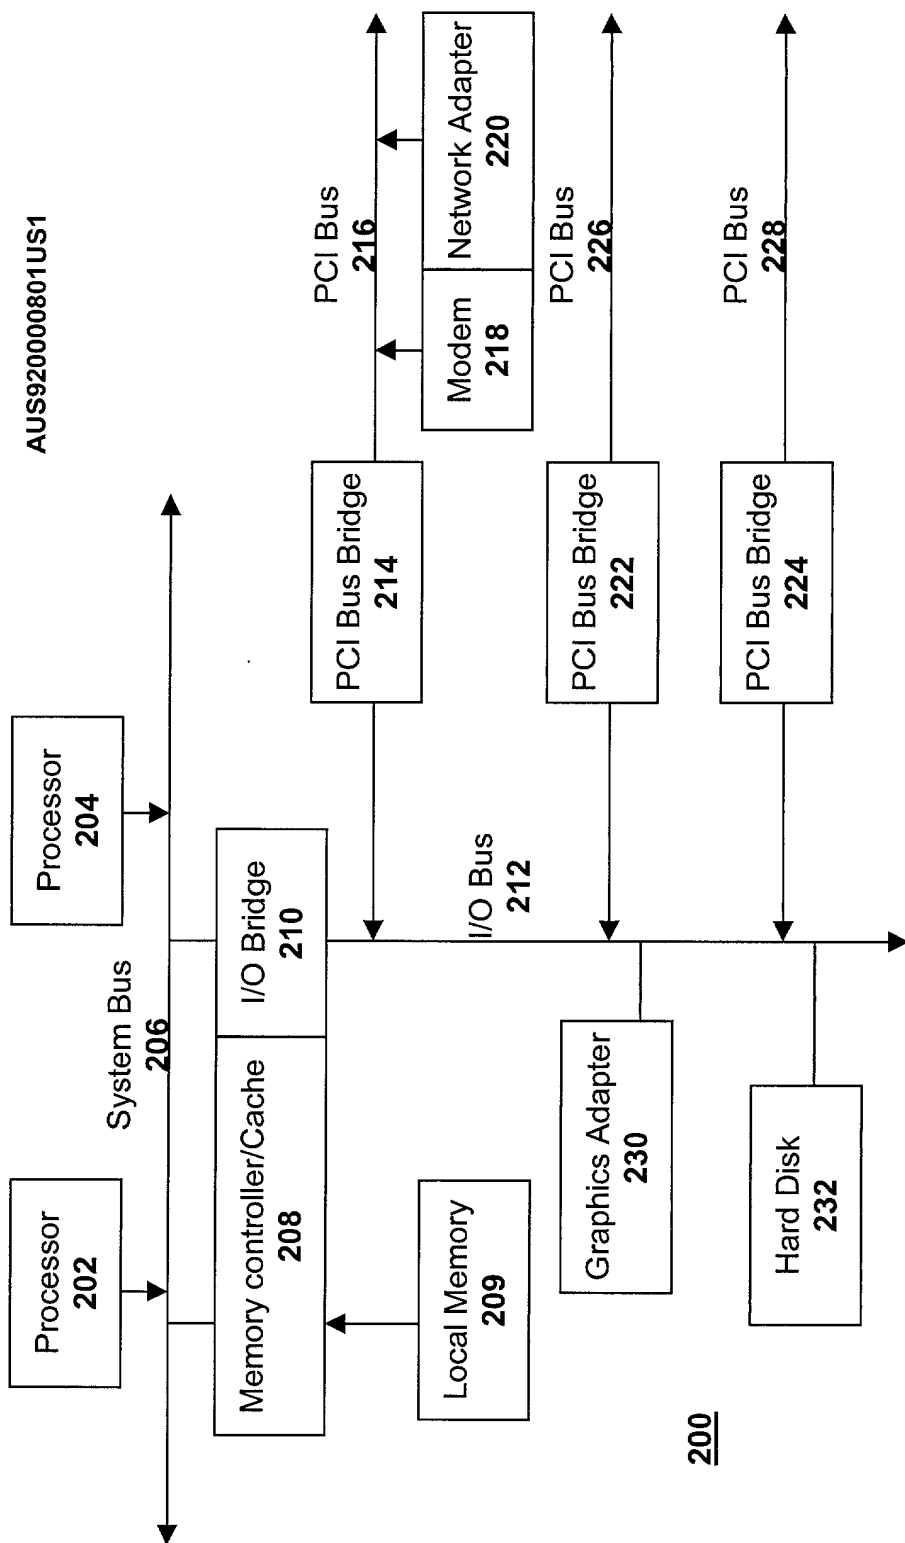 AUS920000801US1
Processor
202
Processor
204
System Bus
206
Memory controller/Cache
208
I/O Bridge
210
Local Memory
209
PCI Bus Bridge
214
PCI Bus
216
Modem
218
Network Adapter
220
I/O Bus
212
Graphics Adapter
230
PCI Bus Bridge
222
PCI Bus
226
Hard Disk
232
PCI Bus Bridge
224
PCI Bus
228
200